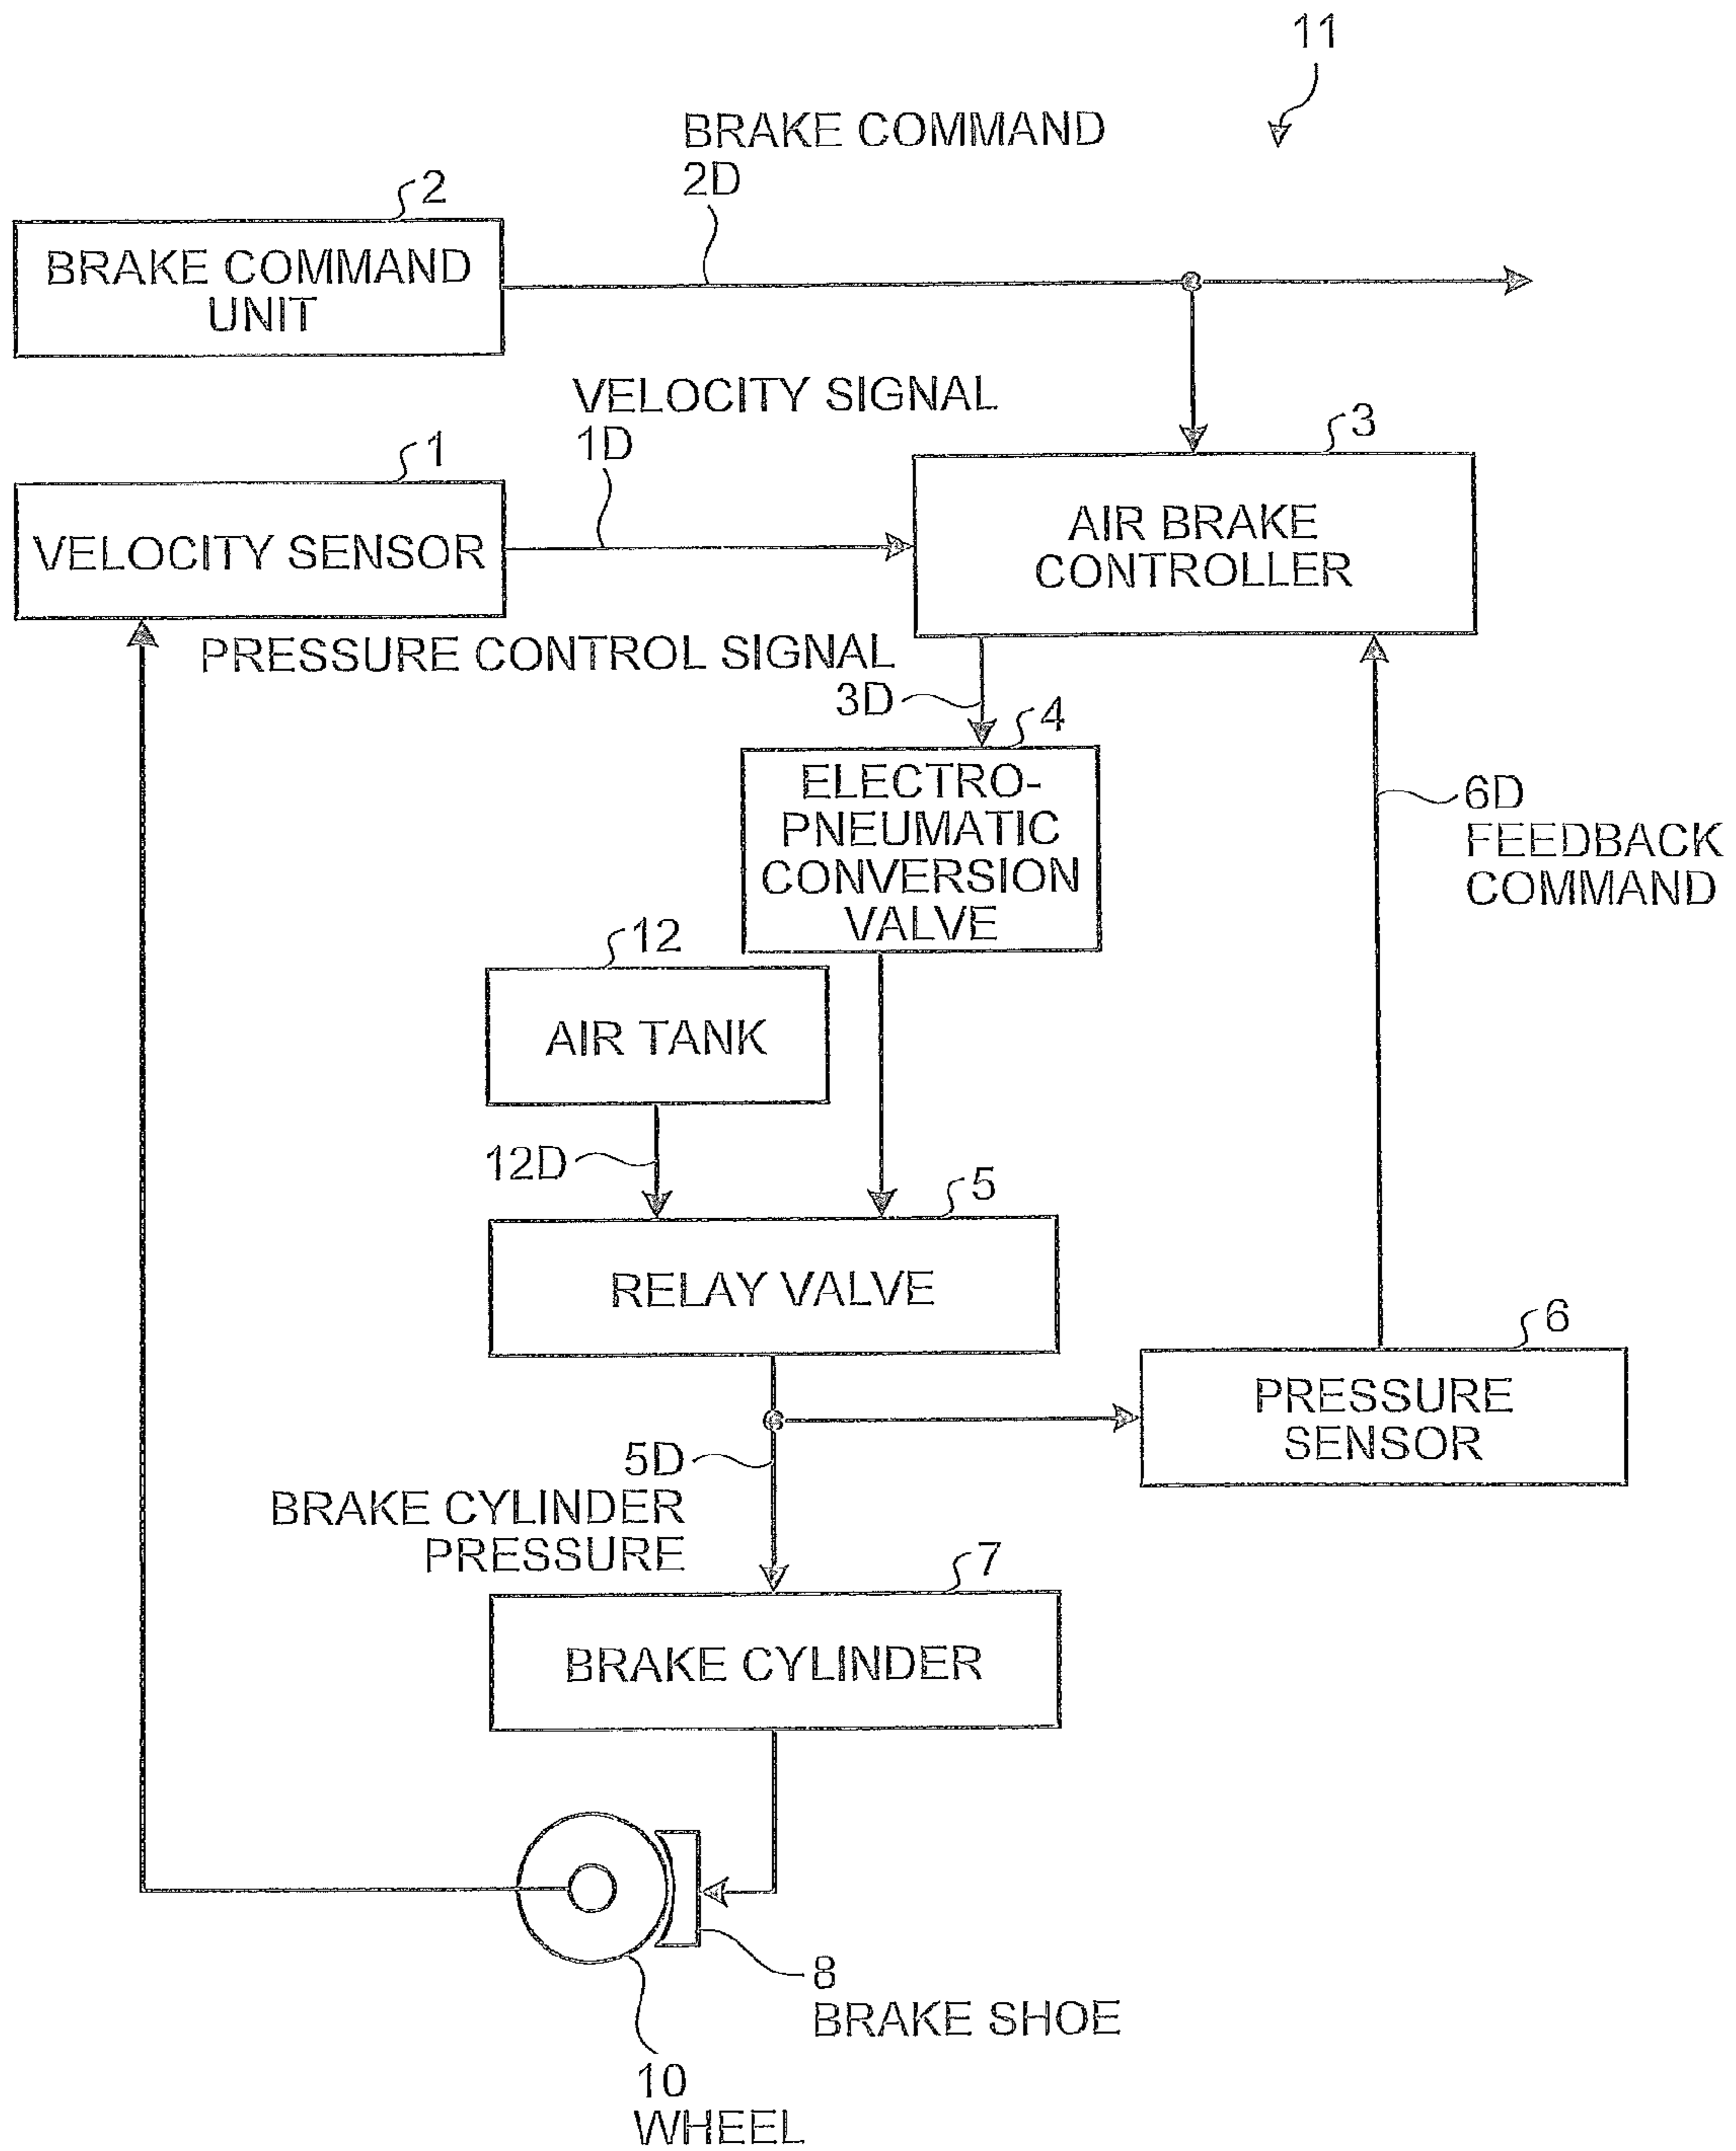 11
BRAKE COMMAND
2D
2
BRAKE COMMAND
UNIT
VELOCITY SIGNAL
1D
1
VELOCITY SENSOR
3
AIR BRAKE
CONTROLLER
PRESSURE CONTROL SIGNAL
3D
4
ELECTRO-
PNEUMATIC
CONVERSION
VALVE
6D
FEEDBACK
COMMAND
12
AIR TANK
12D
5
RELAY VALVE
6
PRESSURE
SENSOR
5D
BRAKE CYLINDER
PRESSURE
7
BRAKE CYLINDER
8
BRAKE SHOE
10
WHEEL